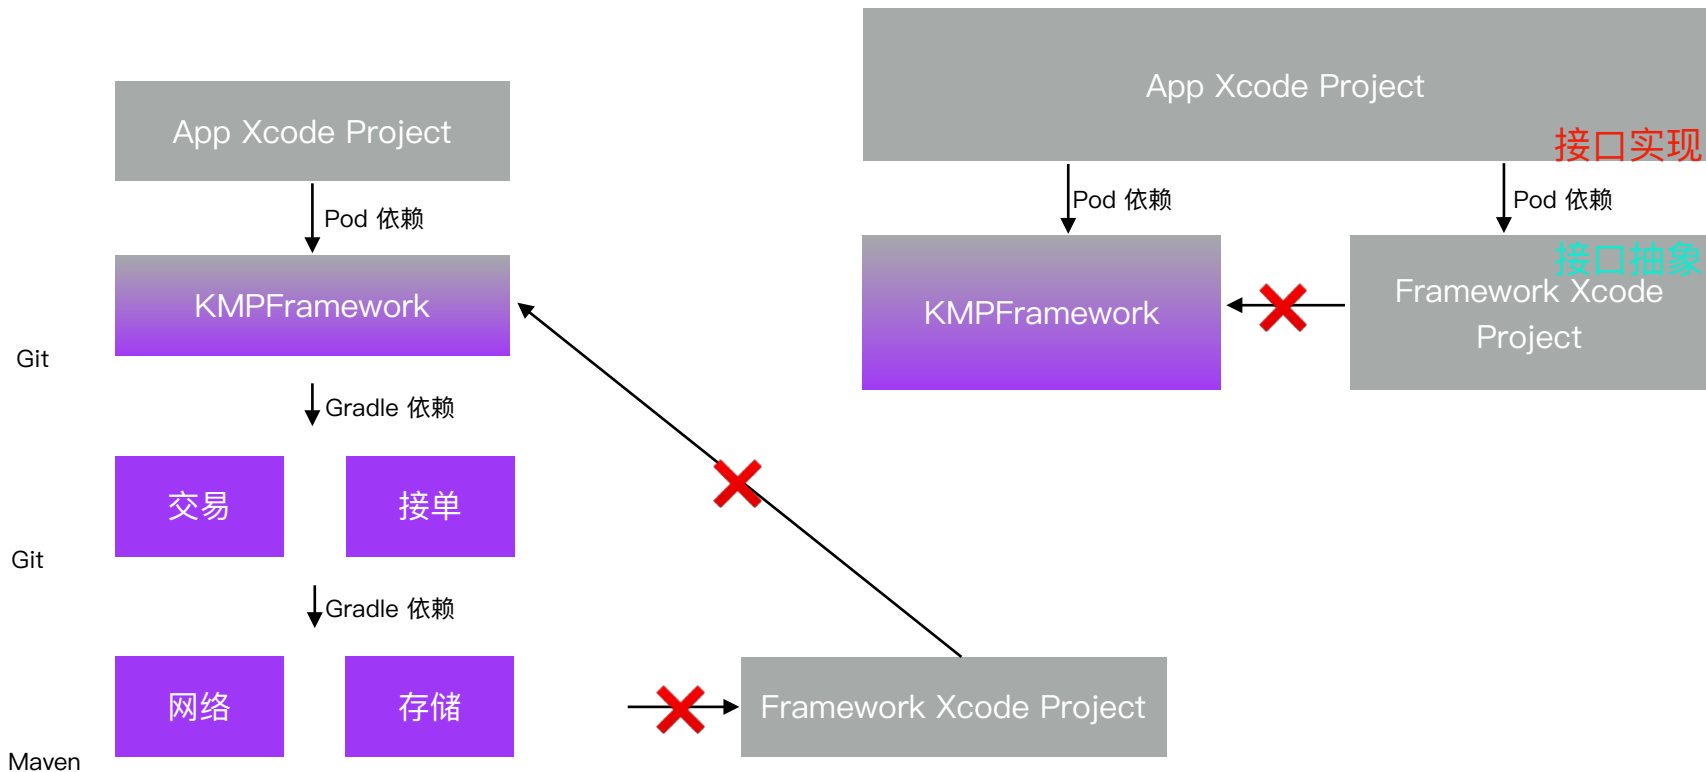 App Xcode Project
Pod 依赖
KMPFramework
Git
Gradle 依赖
交易
接单
Git
Gradle 依赖
网络
存储
Maven
Framework Xcode Project
App Xcode Project
接口实现
Pod 依赖
Pod 依赖
KMPFramework
接口抽象
Framework Xcode
Project